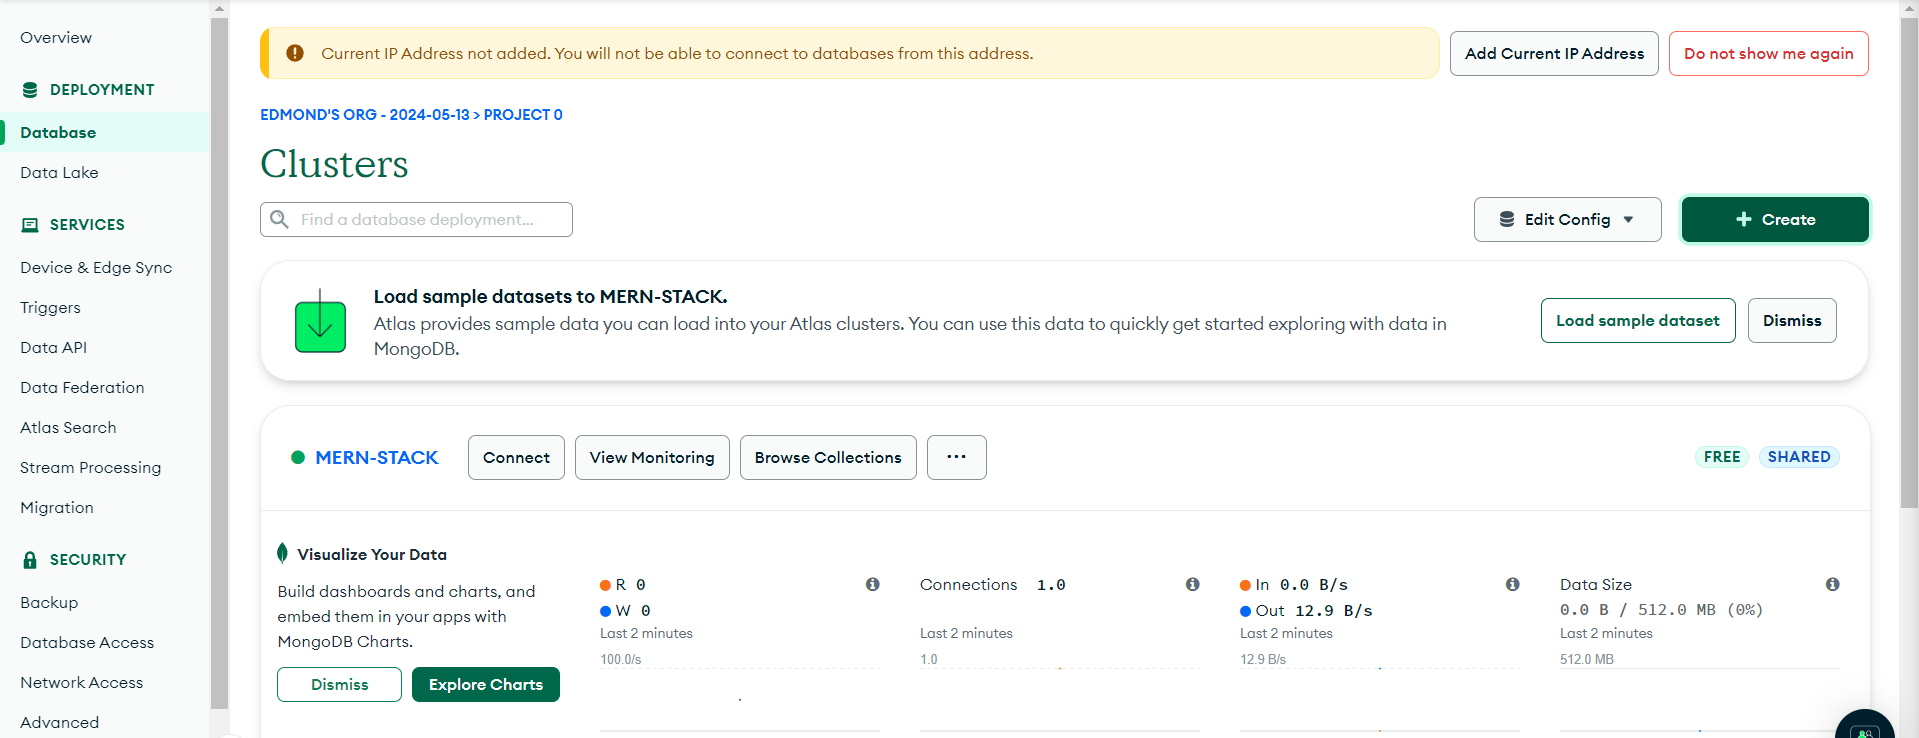 Overview
DEPLOYMENT
Database
Data Lake
SERVICES
Device & Edge Sync
Triggers
Data API
Data Federation
Atlas Search
Stream Processing
Migration
SECURITY
Backup
Database Access
Network Access
Advanced
Current IP Address not added. You will not be able to connect to databases from this address.
Add Current IP Address
Do not show me again
EDMOND'S ORG - 2024-05-13 > PROJECT 0
Clusters
Find a database deployment...
Edit Config
+ Create
Load sample datasets to MERN-STACK.
Atlas provides sample data you can load into your Atlas clusters. You can use this data to quickly get started exploring with data in
MongoDB.
Load sample dataset
Dismiss
MERN-STACK
Connect
View Monitoring
Browse Collections
...
FREE
SHARED
Visualize Your Data
Build dashboards and charts, and
embed them in your apps with
MongoDB Charts.
Dismiss
Explore Charts
R 0
W 0
Last 2 minutes
100.0/s
Connections 1.0
Last 2 minutes
1.0
In 0.0 B/s
Out 12.9 B/s
Last 2 minutes
12.9 B/s
Data Size
0.0 B / 512.0 MB (0%)
Last 2 minutes
512.0 MB